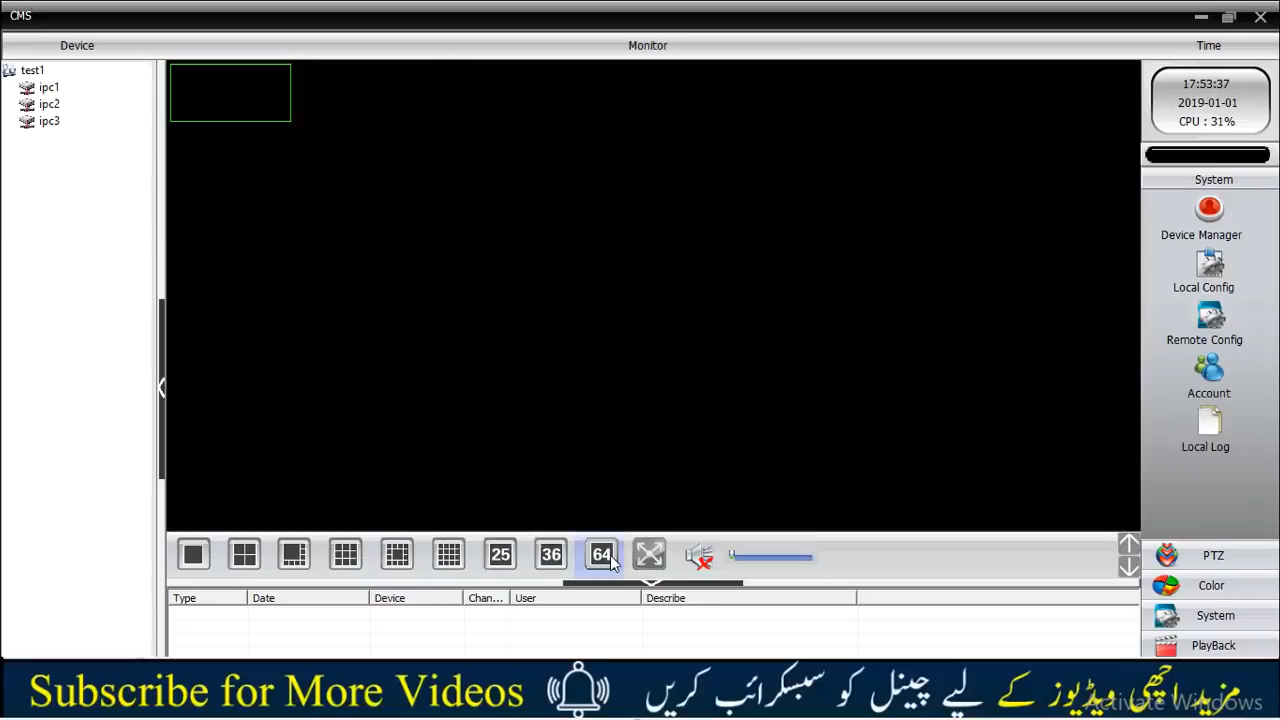 CMS
Device
Monitor
Time
test1
ipc1
ipc2
ipc3
17:53:37
2019-01-01
CPU : 31%
System
Device Manager
Local Config
Remote Config
Account
Local Log
25
36
64
PTZ
Color
System
PlayBack
Type
Date
Device
Chan...
User
Describe
Subscribe for More Videos
مزید اچھی ویڈیوز کے لیے چینل کو سبسکرائب کریں
Activate Windows